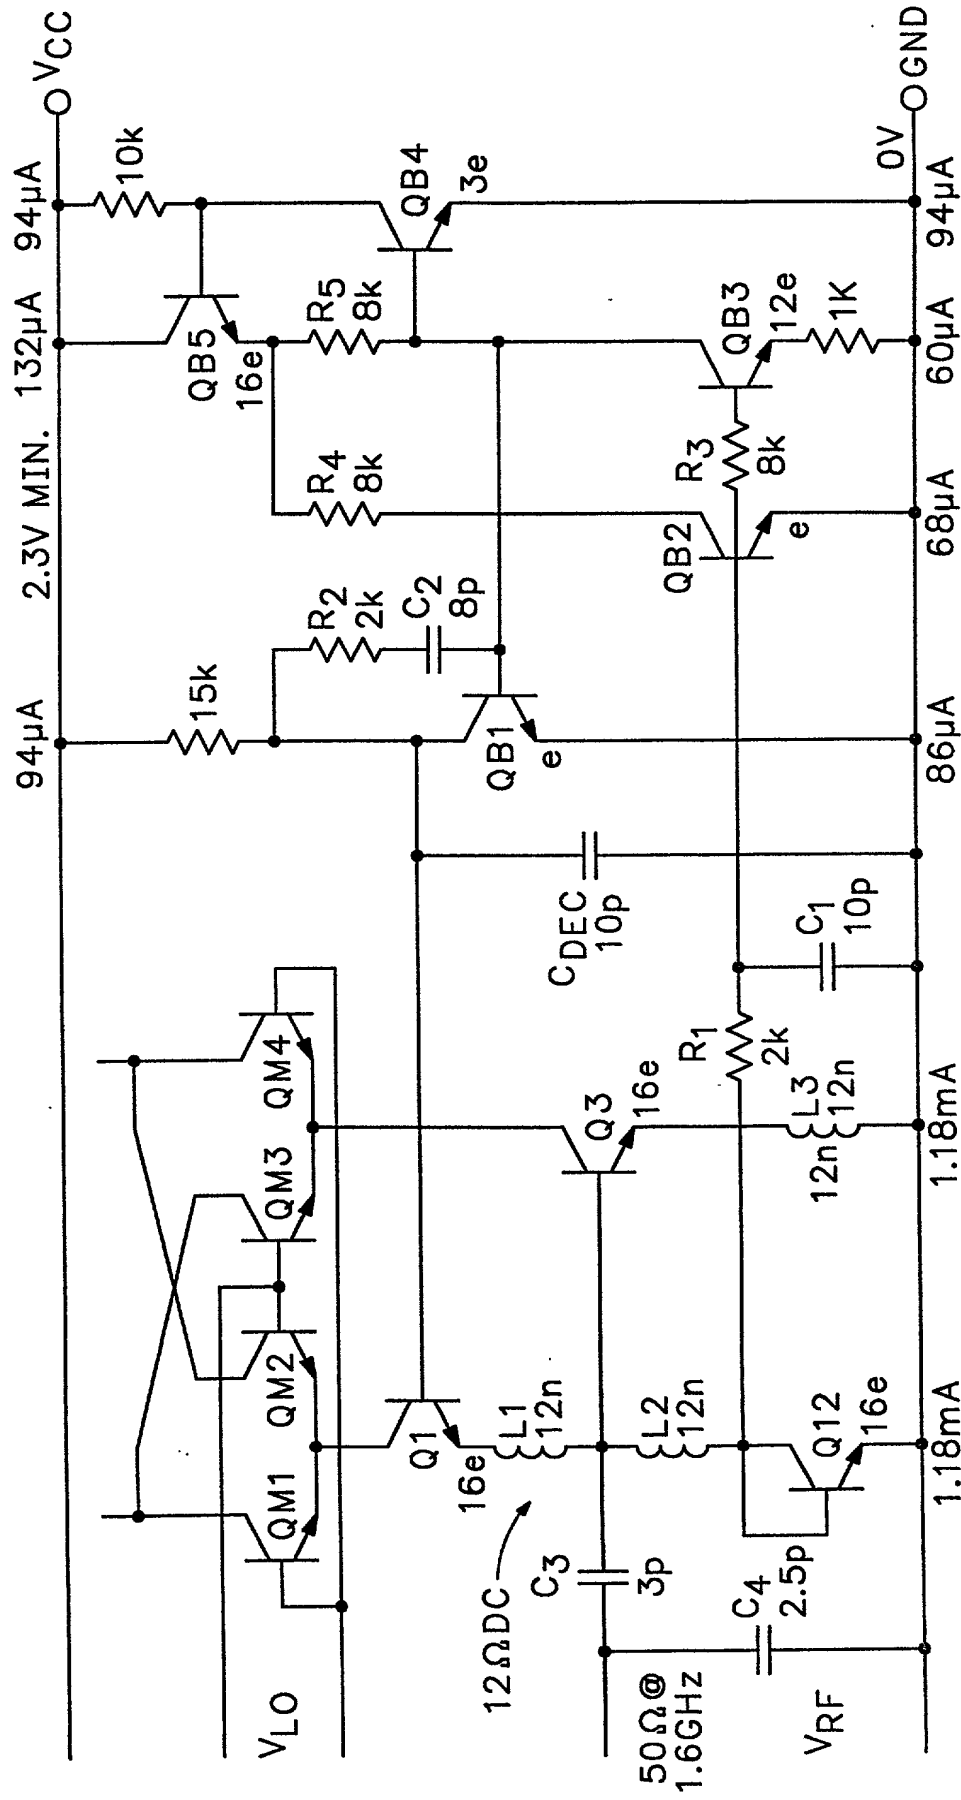 VCC
94µA
132µA
2.3V MIN.
94µA
10k
QB5
16e
R5
8k
QB4
3e
R4
8k
R2
2k
C2
8p
15k
QB1
e
QB3
12e
1K
R3
8k
QB2
e
CDEC
10p
C1
10p
R1
2k
QM1
QM2
QM3
QM4
VLO
Q1
16e
L1
12n
12ΩDC
L2
12n
Q3
16e
L3
12n
12n
C3
3p
C4
2.5p
Q12
16e
50Ω@
1.6GHz
VRF
1.18mA
1.18mA
86µA
68µA
60µA
94µA
0V
GND